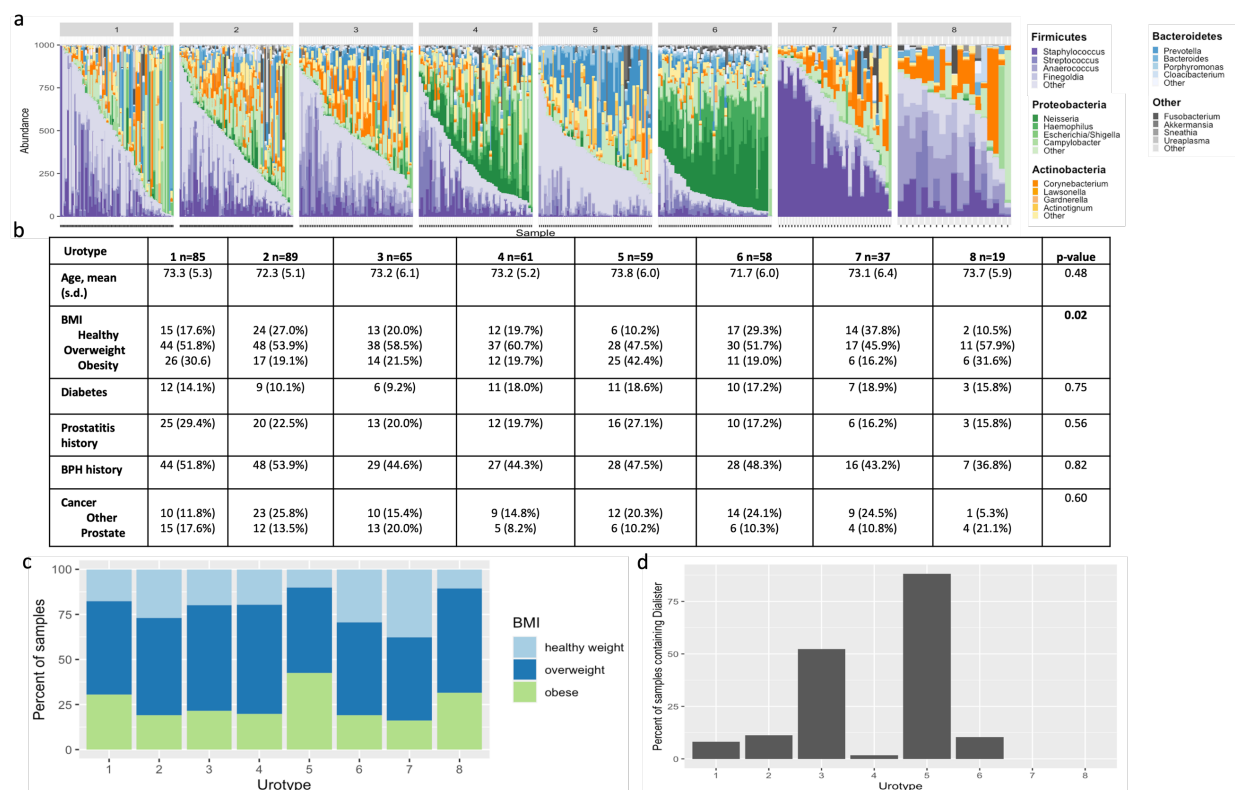 a
1 2 3 4 5 6 7 8
1000
750
500
250
0
Abundance
Sample
Firmicutes
Staphylococcus
Streptococcus
Anaerococcus
Finegoldia
Other
Proteobacteria
Neisseria
Haemophilus
Escherichia/Shigella
Campylobacter
Other
Actinobacteria
Corynebacterium
Lawsonella
Gardnerella
Actinotignum
Other
Bacteroidetes
Prevotella
Bacteroides
Porphyromonas
Cloacibacterium
Other
Other
Fusobacterium
Akkermansia
Sneathia
Ureaplasma
Other
b
Urotype 1 n=85 2 n=89 3 n=65 4 n=61 5 n=59 6 n=58 7 n=37 8 n=19 p-value
Age, mean 73.3 (5.3) 72.3 (5.1) 73.2 (6.1) 73.2 (5.2) 73.8 (6.0) 71.7 (6.0) 73.1 (6.4) 73.7 (5.9) 0.48
(s.d.)
BMI 0.02
Healthy 15 (17.6%) 24 (27.0%) 13 (20.0%) 12 (19.7%) 6 (10.2%) 17 (29.3%) 14 (37.8%) 2 (10.5%)
Overweight 44 (51.8%) 48 (53.9%) 38 (58.5%) 37 (60.7%) 28 (47.5%) 30 (51.7%) 17 (45.9%) 11 (57.9%)
Obesity 26 (30.6) 17 (19.1%) 14 (21.5%) 12 (19.7%) 25 (42.4%) 11 (19.0%) 6 (16.2%) 6 (31.6%)
Diabetes 12 (14.1%) 9 (10.1%) 6 (9.2%) 11 (18.0%) 11 (18.6%) 10 (17.2%) 7 (18.9%) 3 (15.8%) 0.75
Prostatitis 25 (29.4%) 20 (22.5%) 13 (20.0%) 12 (19.7%) 16 (27.1%) 10 (17.2%) 6 (16.2%) 3 (15.8%) 0.56
history
BPH history 44 (51.8%) 48 (53.9%) 29 (44.6%) 27 (44.3%) 28 (47.5%) 28 (48.3%) 16 (43.2%) 7 (36.8%) 0.82
Cancer 0.60
Other 10 (11.8%) 23 (25.8%) 10 (15.4%) 9 (14.8%) 12 (20.3%) 14 (24.1%) 9 (24.5%) 1 (5.3%)
Prostate 15 (17.6%) 12 (13.5%) 13 (20.0%) 5 (8.2%) 6 (10.2%) 6 (10.3%) 4 (10.8%) 4 (21.1%)
c
100
75
50
25
0
Percent of samples
1 2 3 4 5 6 7 8
Urotype
BMI
healthy weight
overweight
obese
d
75
50
25
0
Percent of samples containing Dialister
1 2 3 4 5 6 7 8
Urotype